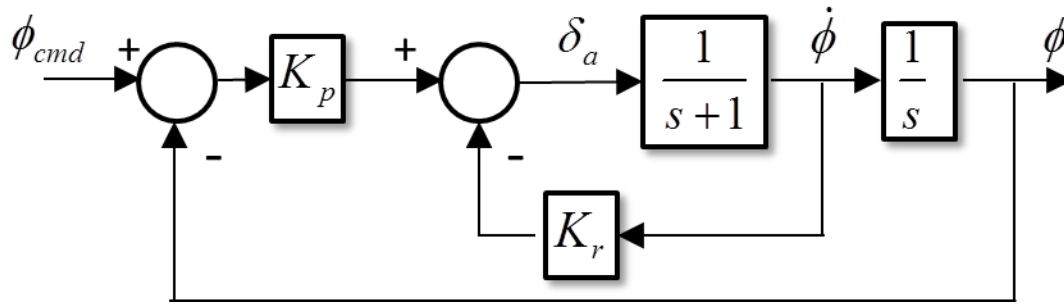 ϕcmd + Kp + δa 1/(s+1) ϕ̇ 1/s ϕ
- -
Kr